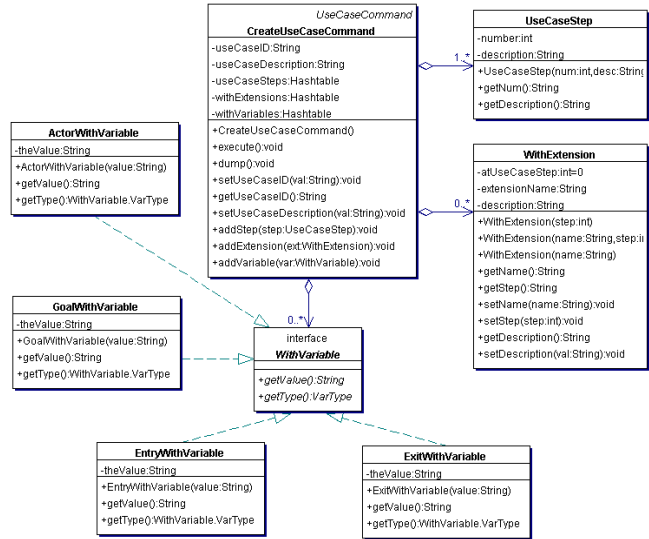 UseCaseCommand
CreateUseCaseCommand
-useCaseID:String
-useCaseDescription:String
-useCaseSteps:Hashtable
-withExtensions:Hashtable
-withVariables:Hashtable
+CreateUseCaseCommand()
+execute():void
+dump():void
+setUseCaseID(val:String):void
+getUseCaseID():String
+setUseCaseDescription(val:String):void
+addStep(step:UseCaseStep):void
+addExtension(ext:WithExtension):void
+addVariable(var:WithVariable):void
1..*
UseCaseStep
-number:int
-description:String
+UseCaseStep(num:int,desc:String
+getNum():String
+getDescription():String
0..*
WithExtension
-atUseCaseStep:int=0
-extensionName:String
-description:String
+WithExtension(step:int)
+WithExtension(name:String,step:in
+WithExtension(name:String)
+getName():String
+getStep():String
+setName(name:String):void
+setStep(step:int):void
+getDescription():String
+setDescription(val:String):void
ActorWithVariable
-theValue:String
+ActorWithVariable(value:String)
+getValue():String
+getType():WithVariable.VarType
GoalWithVariable
-theValue:String
+GoalWithVariable(value:String)
+getValue():String
+getType():WithVariable.VarType
0..*
interface
WithVariable
+getValue():String
+getType():VarType
EntryWithVariable
-theValue:String
+EntryWithVariable(value:String)
+getValue():String
+getType():WithVariable.VarType
ExitWithVariable
-theValue:String
+ExitWithVariable(value:String)
+getValue():String
+getType():WithVariable.VarType